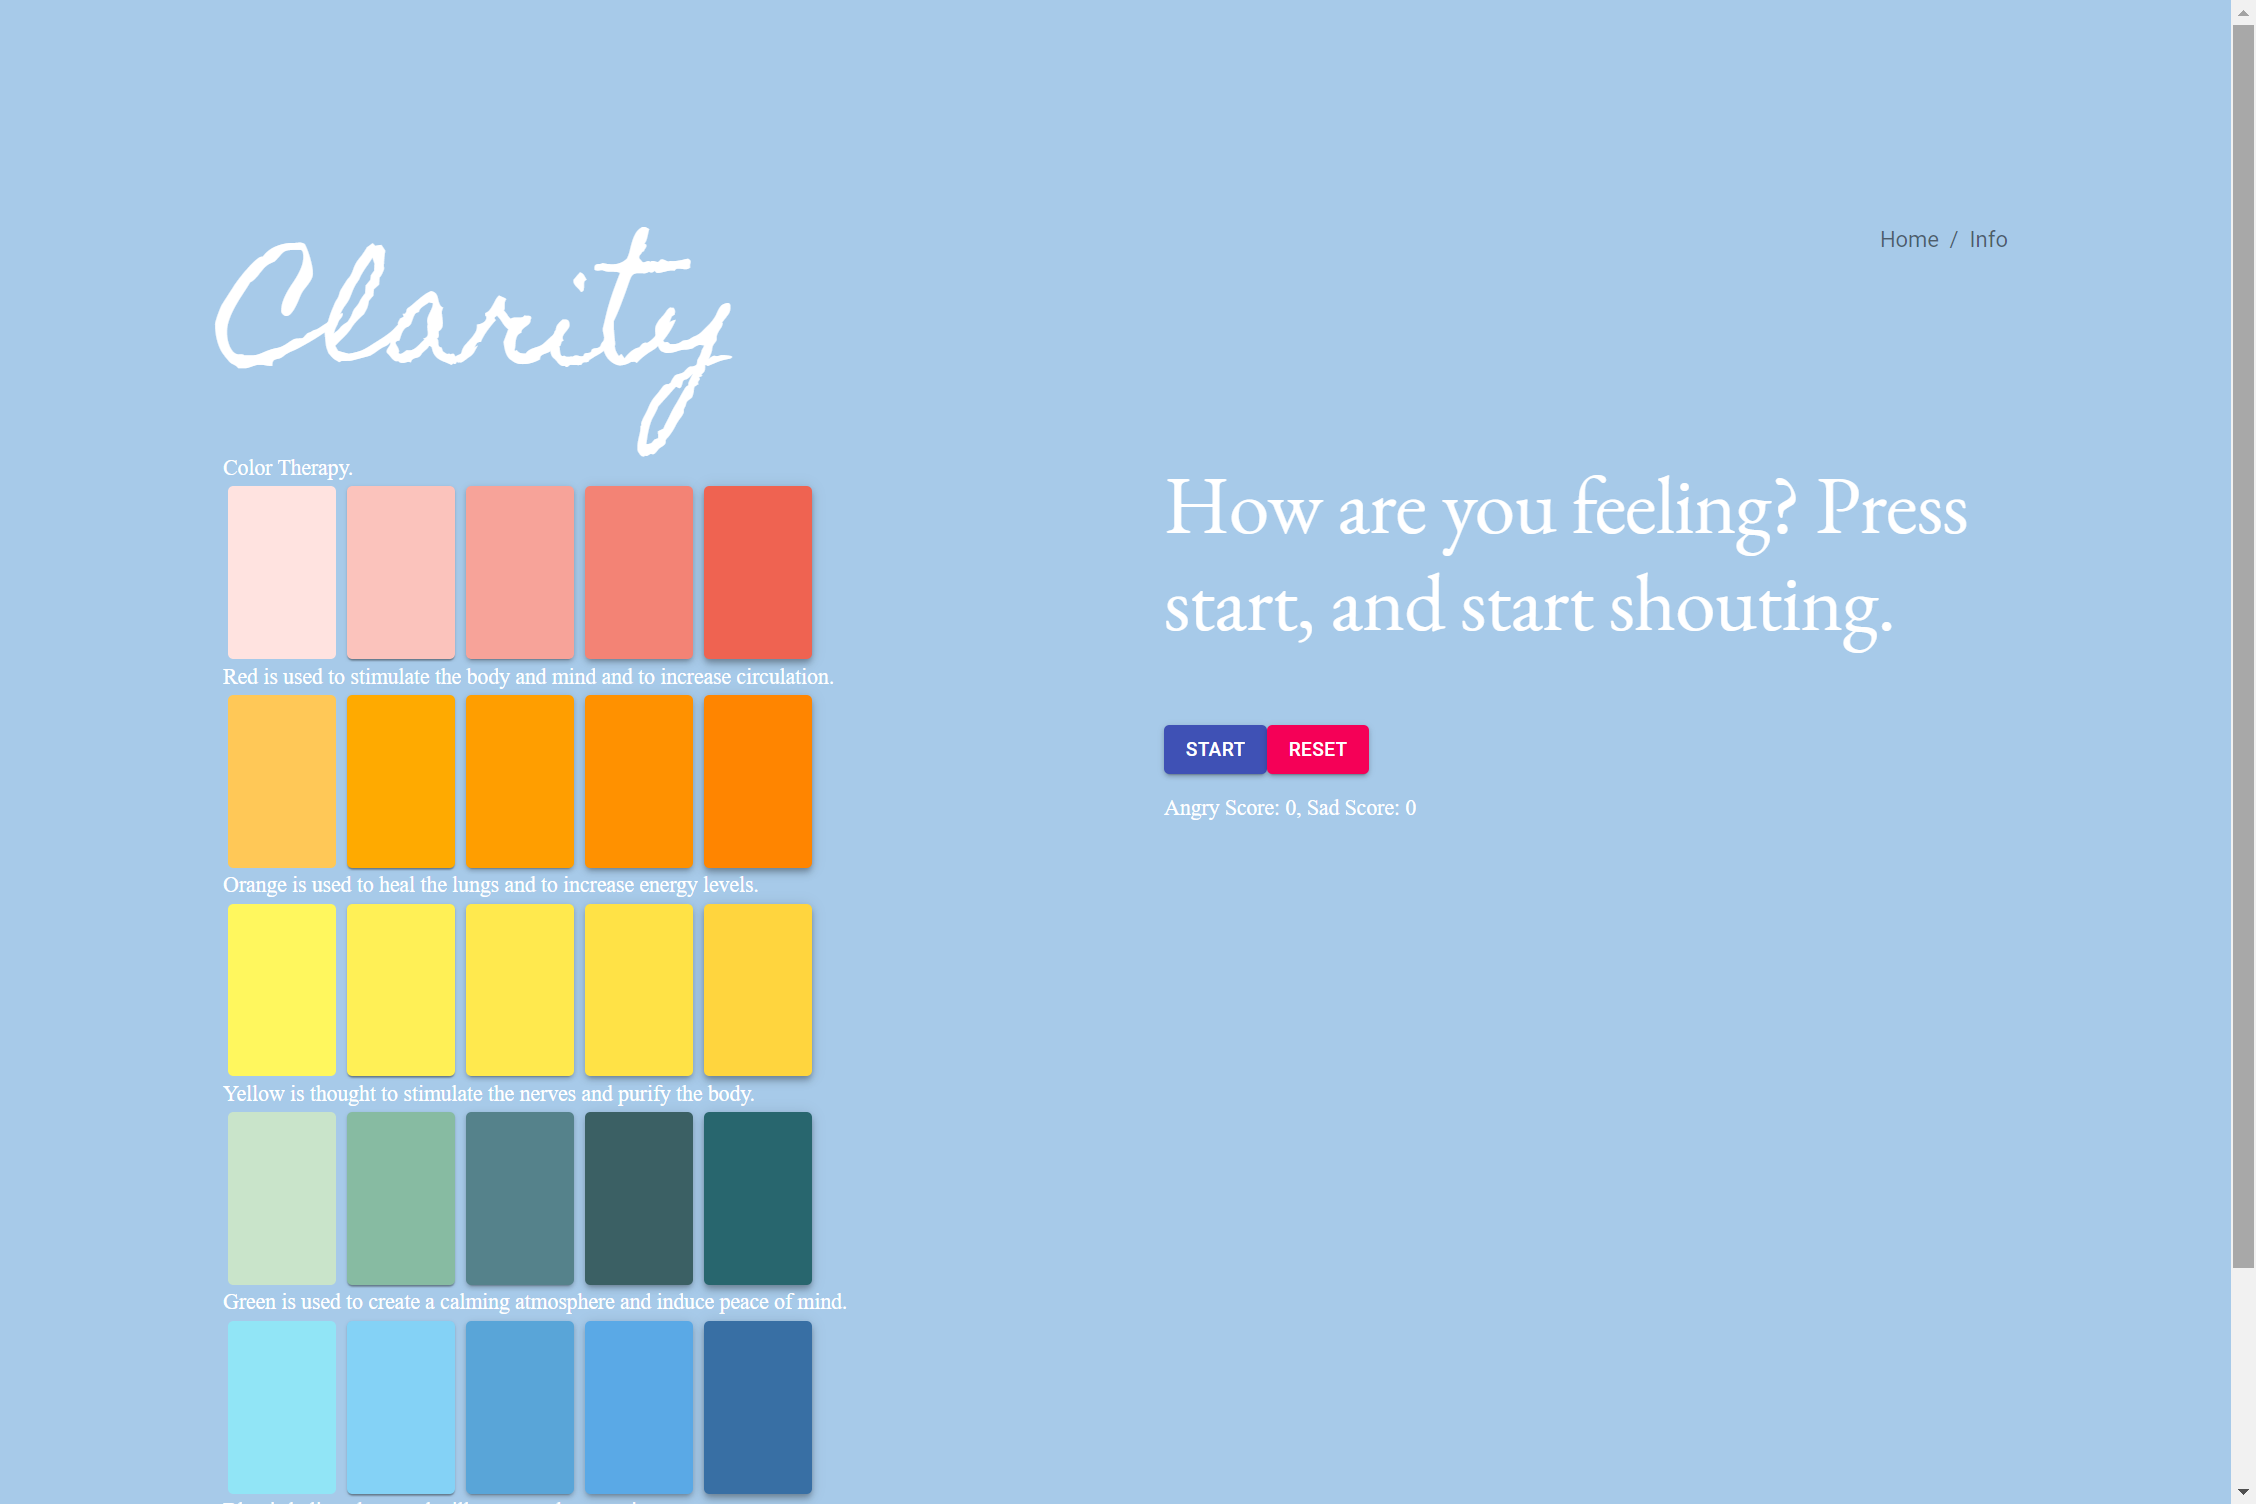 Clarity
Home / Info
Color Therapy.
Red is used to stimulate the body and mind and to increase circulation.
Orange is used to heal the lungs and to increase energy levels.
Yellow is thought to stimulate the nerves and purify the body.
Green is used to create a calming atmosphere and induce peace of mind.
How are you feeling? Press
start, and start shouting.
START RESET
Angry Score: 0, Sad Score: 0